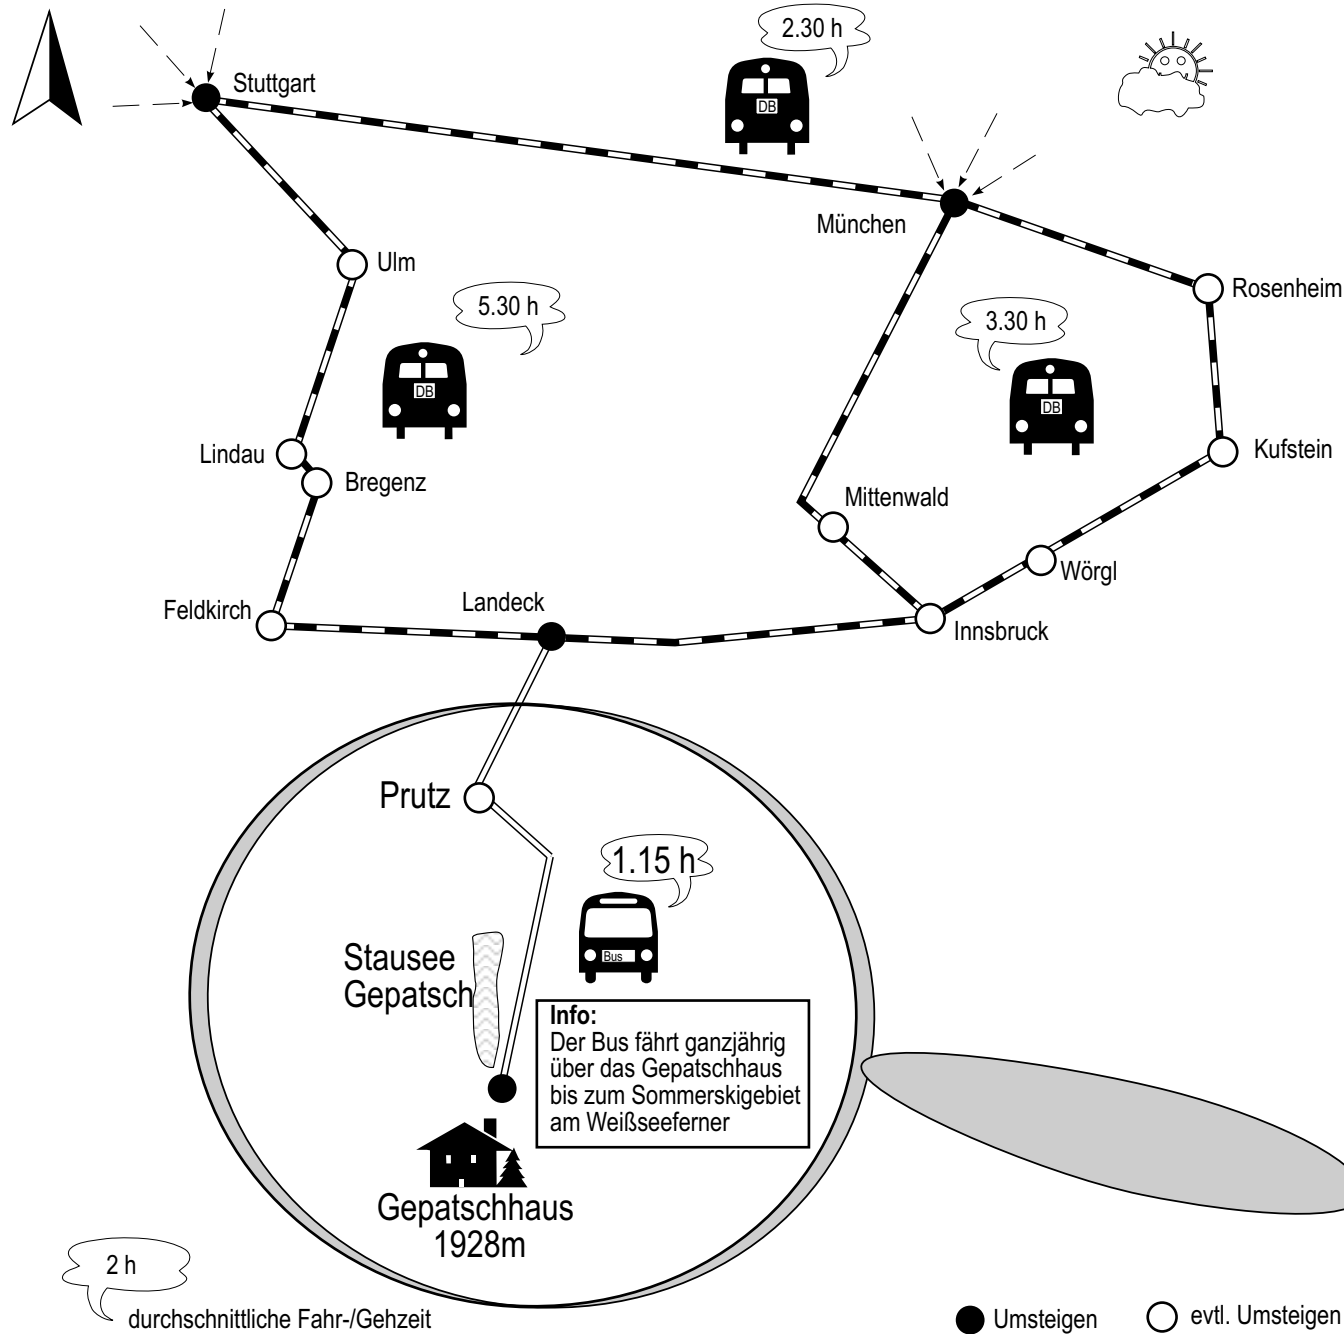 2.30 h
Stuttgart
DB
München
Ulm
Rosenheim
5.30 h
3.30 h
DB
DB
Lindau
Bregenz
Kufstein
Mittenwald
Wörgl
Feldkirch
Landeck
Innsbruck
Prutz
1.15 h
Bus
Stausee
Gepatsch
Info:
Der Bus fährt ganzjährig
über das Gepatschhaus
bis zum Sommerskigebiet
am Weißseeferner
Gepatschhaus
1928m
2 h
durchschnittliche Fahr-/Gehzeit
Umsteigen
evtl. Umsteigen